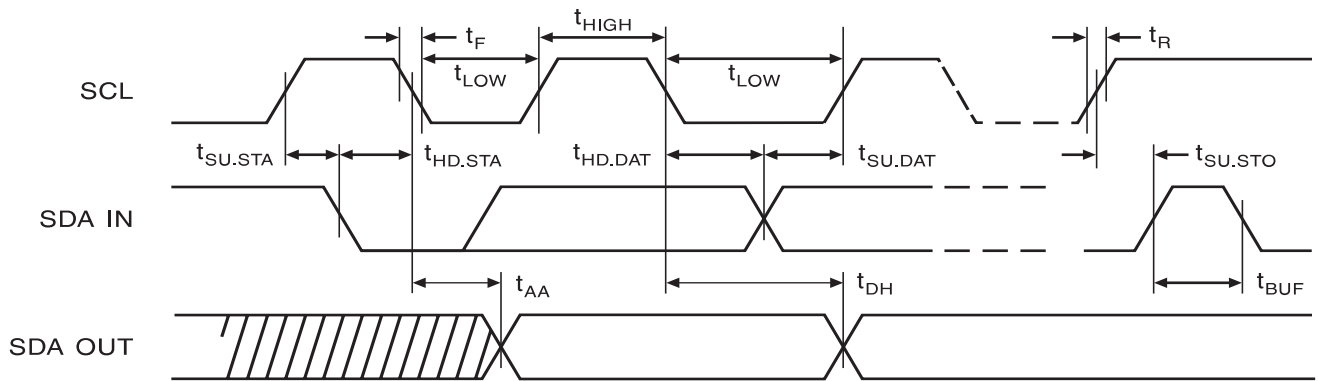 tHIGH
tF
tR
tLOW
tLOW
SCL
tSU.STA
tHD.STA
tHD.DAT
tSU.DAT
tSU.STO
SDA IN
tAA
tDH
tBUF
SDA OUT